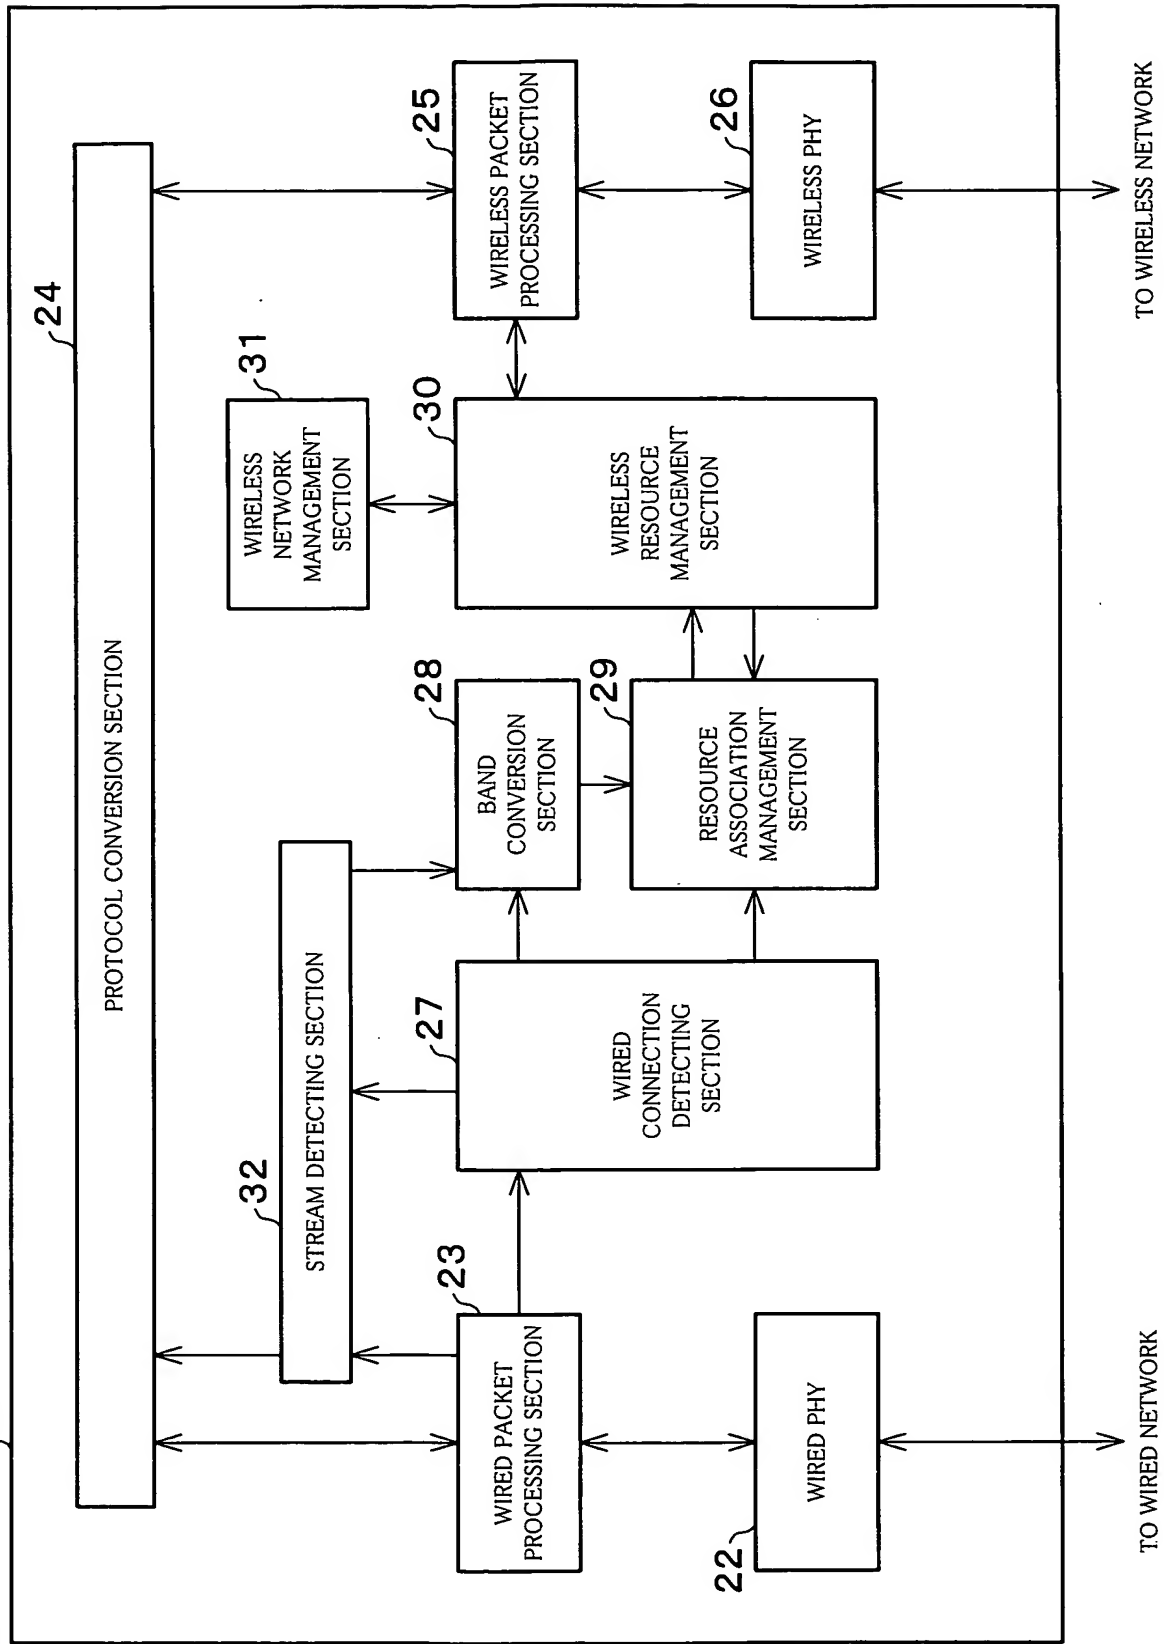 24
PROTOCOL CONVERSION SECTION
32
STREAM DETECTING SECTION
31
WIRELESS
NETWORK
MANAGEMENT
SECTION
23
WIRED PACKET
PROCESSING SECTION
27
WIRED
CONNECTION
DETECTING
SECTION
28
BAND
CONVERSION
SECTION
30
WIRELESS
RESOURCE
MANAGEMENT
SECTION
25
WIRELESS PACKET
PROCESSING SECTION
22
WIRED PHY
29
RESOURCE
ASSOCIATION
MANAGEMENT
SECTION
26
WIRELESS PHY
TO WIRED NETWORK
TO WIRELESS NETWORK